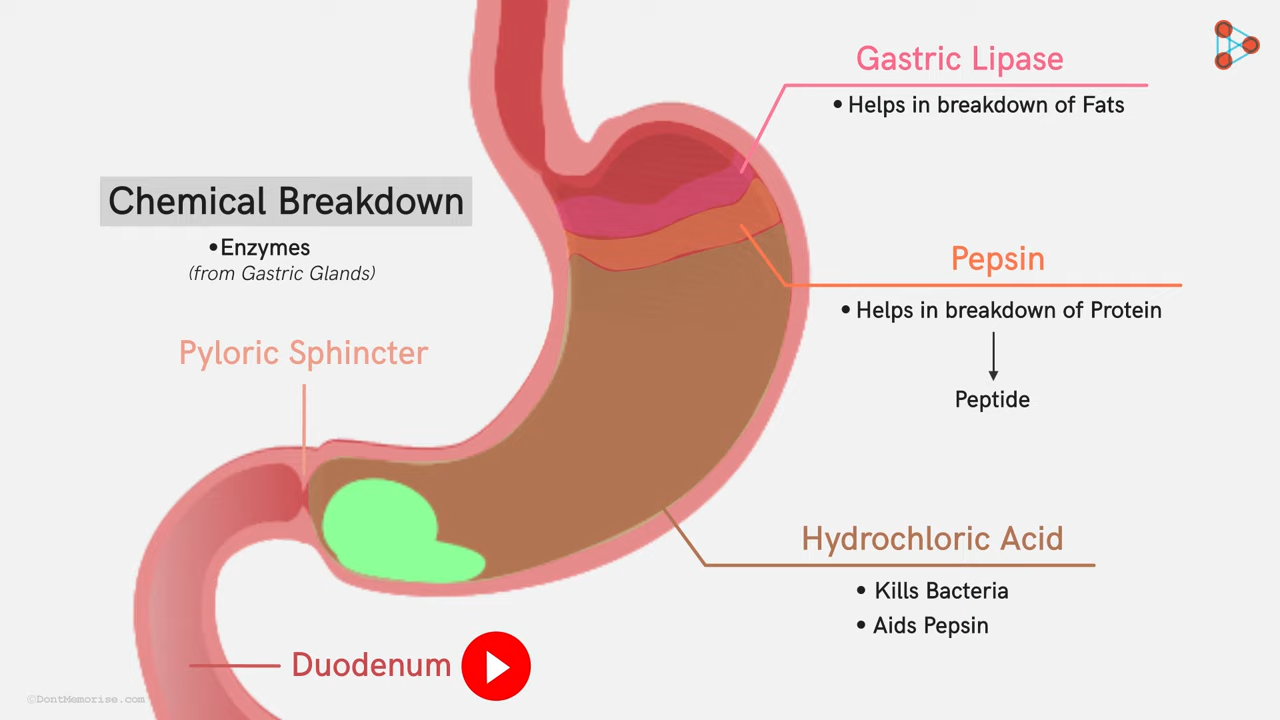 Gastric Lipase
• Helps in breakdown of Fats
Chemical Breakdown
•Enzymes
(from Gastric Glands)
Pepsin
• Helps in breakdown of Protein
Peptide
Pyloric Sphincter
Hydrochloric Acid
• Kills Bacteria
• Aids Pepsin
Duodenum
©DontMemorise.com